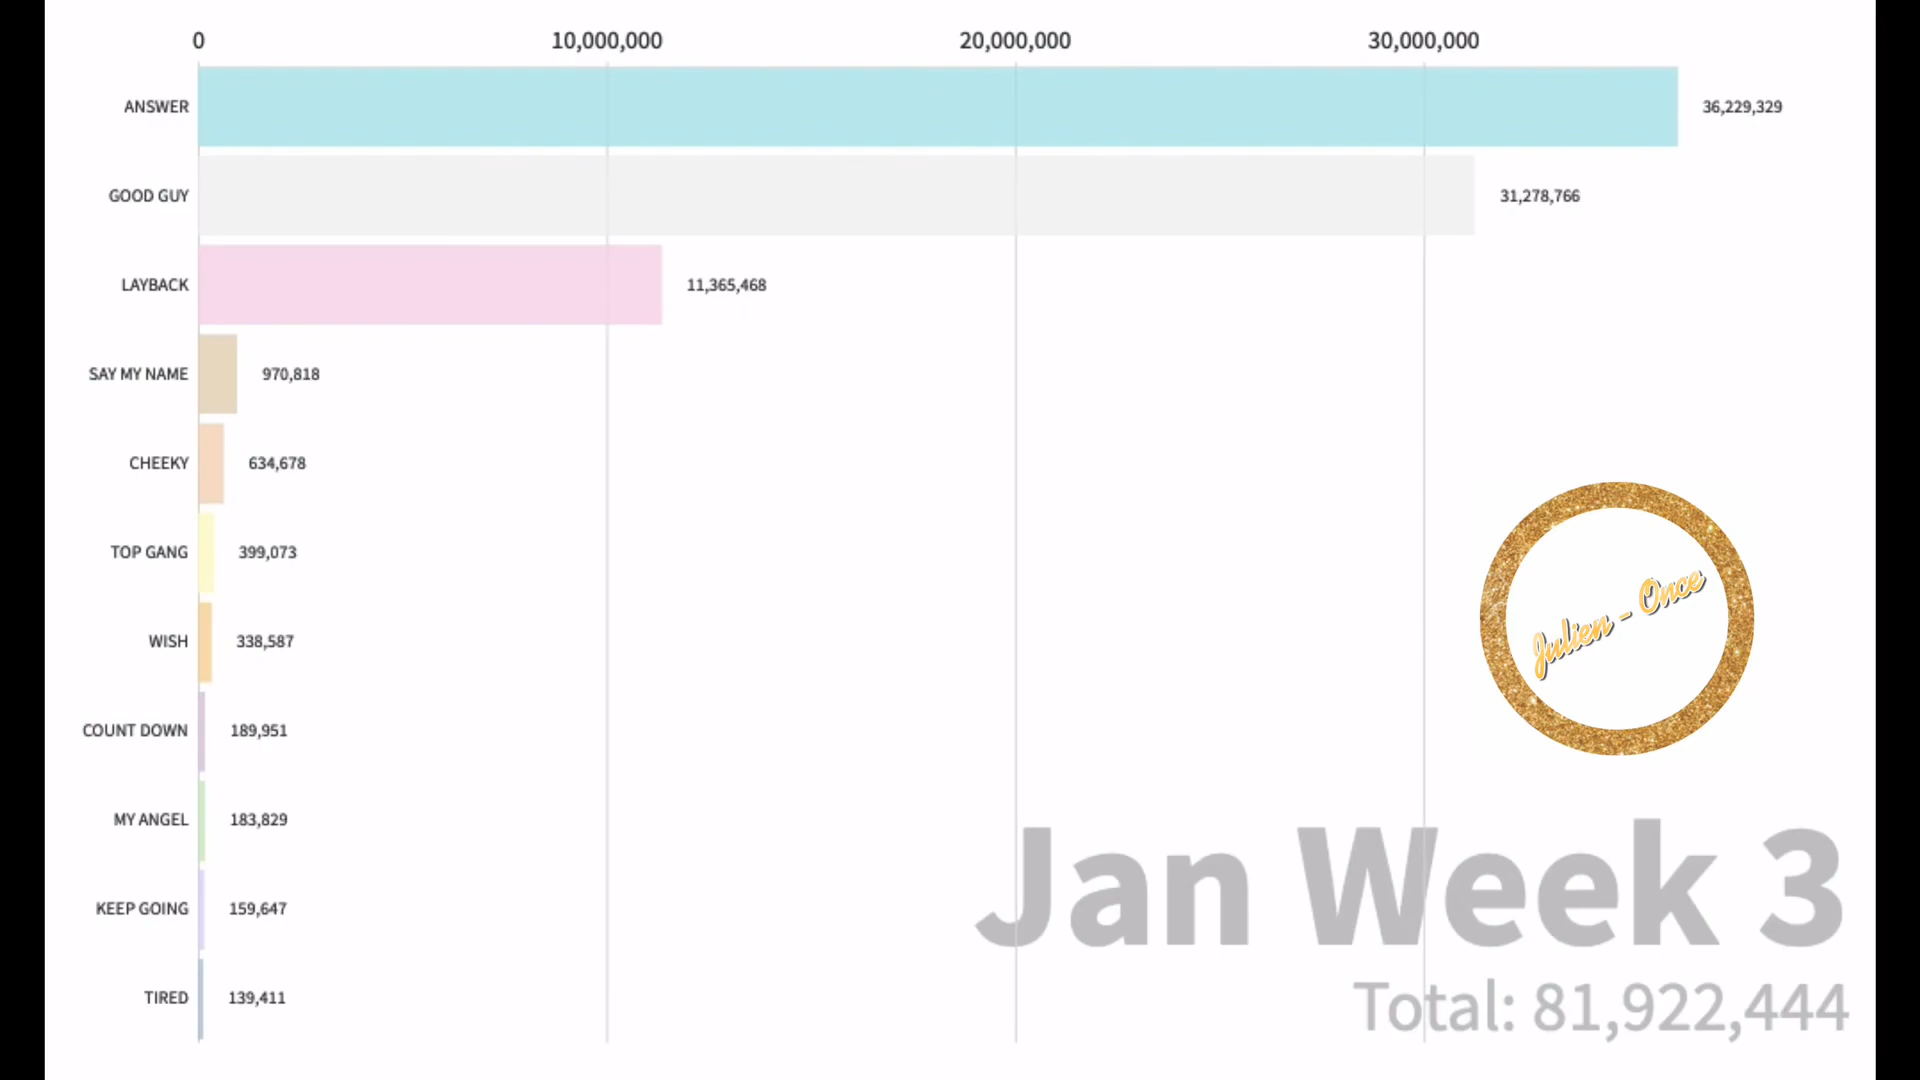 0 10,000,000 20,000,000 30,000,000
ANSWER 36,229,329
GOOD GUY 31,278,766
LAYBACK 11,365,468
SAY MY NAME 970,818
CHEEKY 634,678
TOP GANG 399,073
WISH 338,587
COUNT DOWN 189,951
MY ANGEL 183,829
KEEP GOING 159,647
TIRED 139,411
Julien - Once
Jan Week 3
Total: 81,922,444